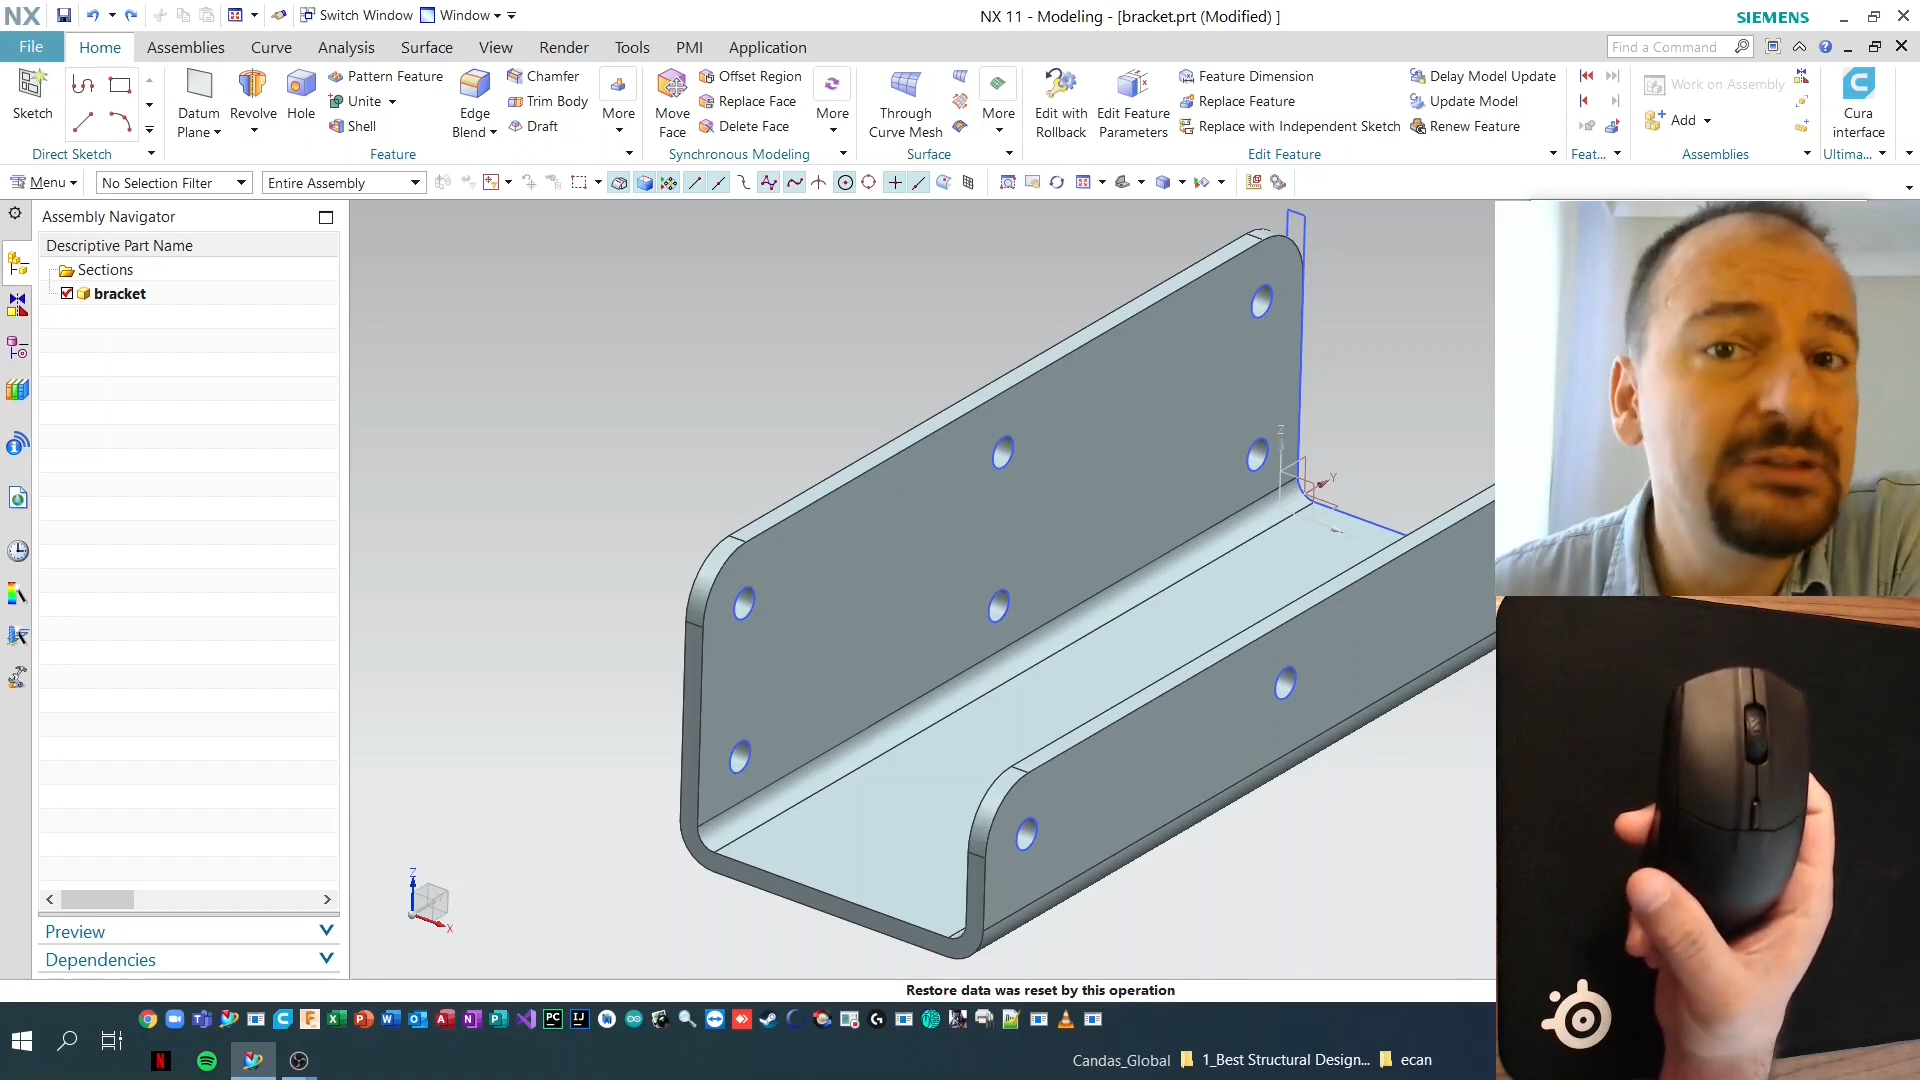 NX
Switch Window
Window
NX 11 - Modeling - [bracket.prt (Modified) ]
SIEMENS
File
Home
Assemblies
Curve
Analysis
Surface
View
Render
Tools
PMI
Application
Find a Command
Sketch
Direct Sketch
Datum
Plane
Revolve
Hole
Pattern Feature
Unite
Shell
Edge
Blend
Chamfer
Trim Body
Draft
More
Feature
Move
Face
Offset Region
Replace Face
Delete Face
More
Synchronous Modeling
Through
Curve Mesh
More
Surface
Edit with
Rollback
Edit Feature
Parameters
Feature Dimension
Replace Feature
Replace with Independent Sketch
Delay Model Update
Update Model
Renew Feature
Edit Feature
Feat...
Work on Assembly
Add
Assemblies
Cura
interface
Ultima...
Menu
No Selection Filter
Entire Assembly
Assembly Navigator
Descriptive Part Name
Sections
bracket
Preview
Dependencies
Z
Y
Z
X
Restore data was reset by this operation
Candas_Global
1_Best Structural Design...
ecan